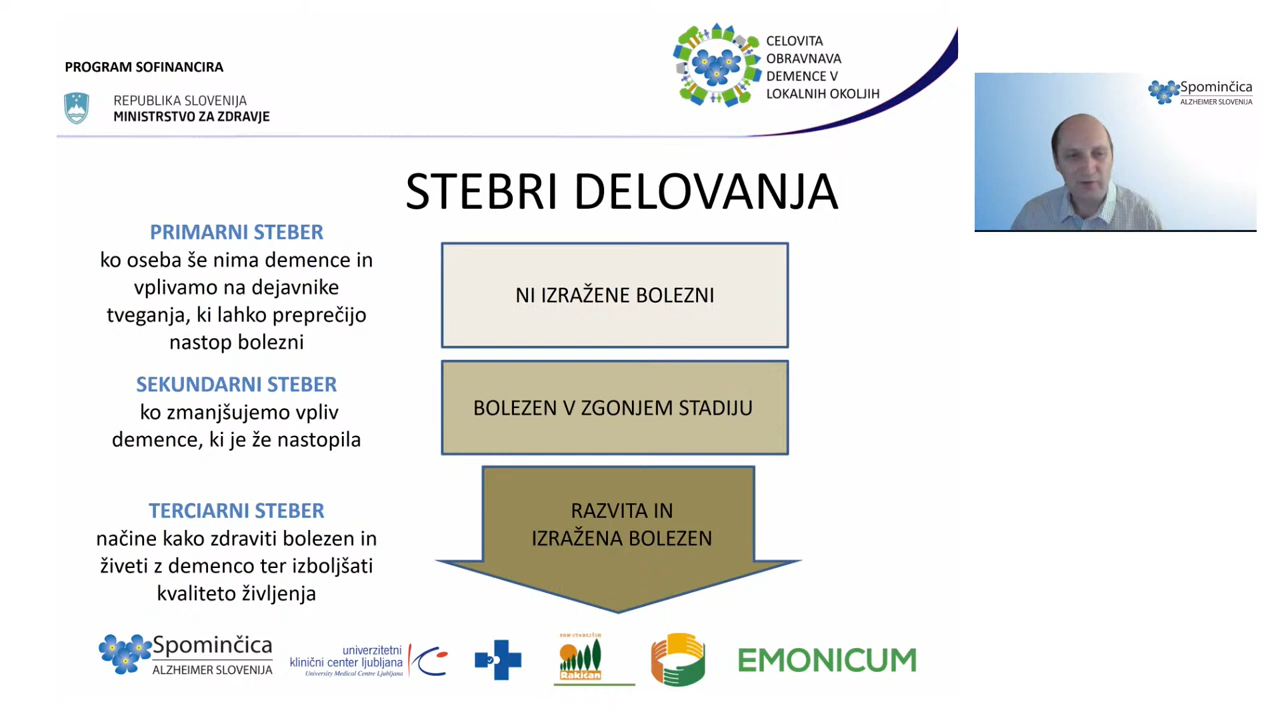 PROGRAM SOFINANCIRA
REPUBLIKA SLOVENIJA
MINISTRSTVO ZA ZDRAVJE
CELOVITA
OBRAVNAVA
DEMENCE V
LOKALNIH OKOLJIH
Spominčica
ALZHEIMER SLOVENIJA
STEBRI DELOVANJA
PRIMARNI STEBER
ko oseba še nima demence in
vplivamo na dejavnike
tveganja, ki lahko preprečijo
nastop bolezni
NI IZRAŽENE BOLEZNI
SEKUNDARNI STEBER
ko zmanjšujemo vpliv
demence, ki je že nastopila
BOLEZEN V ZGONJEM STADIJU
TERCIARNI STEBER
načine kako zdraviti bolezen in
živeti z demenco ter izboljšati
kvaliteto življenja
RAZVITA IN
IZRAŽENA BOLEZEN
Spominčica
ALZHEIMER SLOVENIJA
univerzitetni
klinični center ljubljana
University Medical Centre Ljubljana
DOM STAREJŠIH
Rakičan
EMONICUM